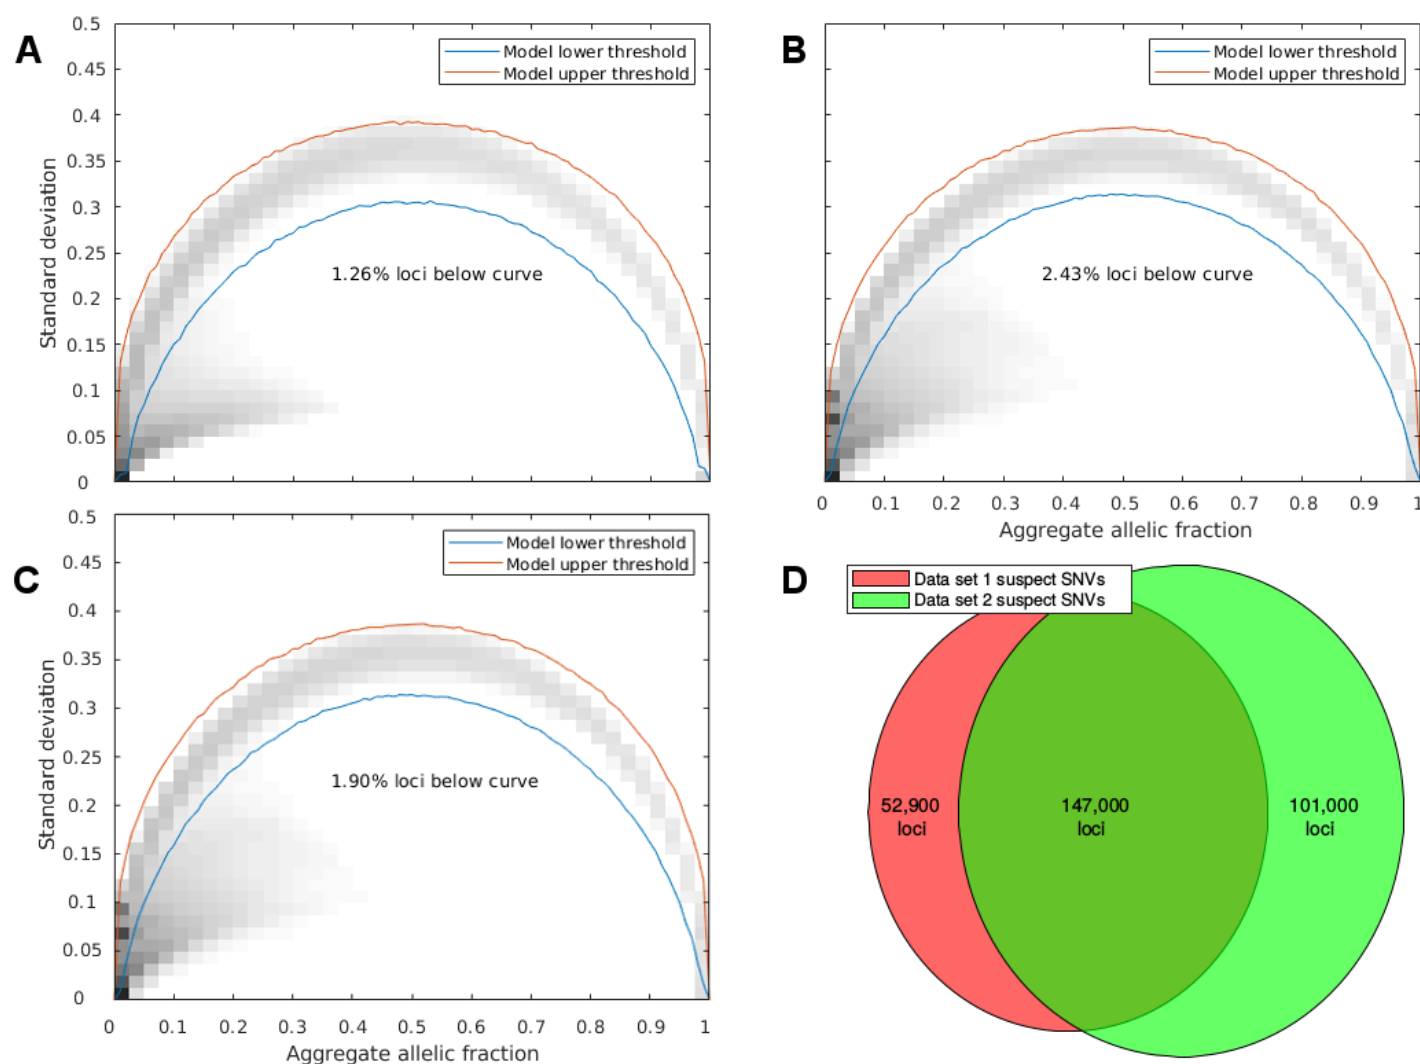 A
0.5
0.45
0.4
0.35
0.3
0.25
0.2
0.15
0.1
0.05
0
Standard deviation
Model lower threshold
Model upper threshold
1.26% loci below curve
B
Model lower threshold
Model upper threshold
2.43% loci below curve
0 0.1 0.2 0.3 0.4 0.5 0.6 0.7 0.8 0.9 1
Aggregate allelic fraction
C
0.5
0.45
0.4
0.35
0.3
0.25
0.2
0.15
0.1
0.05
0
Standard deviation
Model lower threshold
Model upper threshold
1.90% loci below curve
0 0.1 0.2 0.3 0.4 0.5 0.6 0.7 0.8 0.9 1
Aggregate allelic fraction
D
Data set 1 suspect SNVs
Data set 2 suspect SNVs
52,900
loci
147,000
loci
101,000
loci